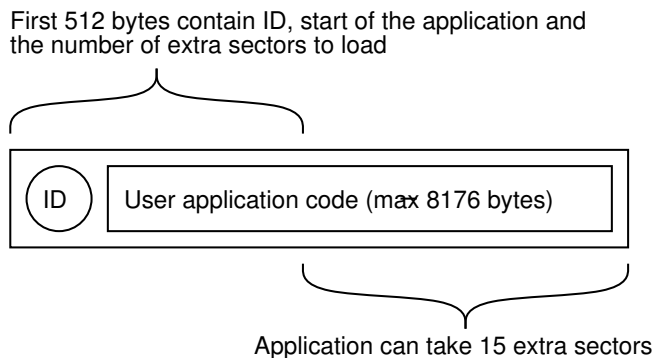 First 512 bytes contain ID, start of the application and
the number of extra sectors to load
ID
User application code (max 8176 bytes)
Application can take 15 extra sectors